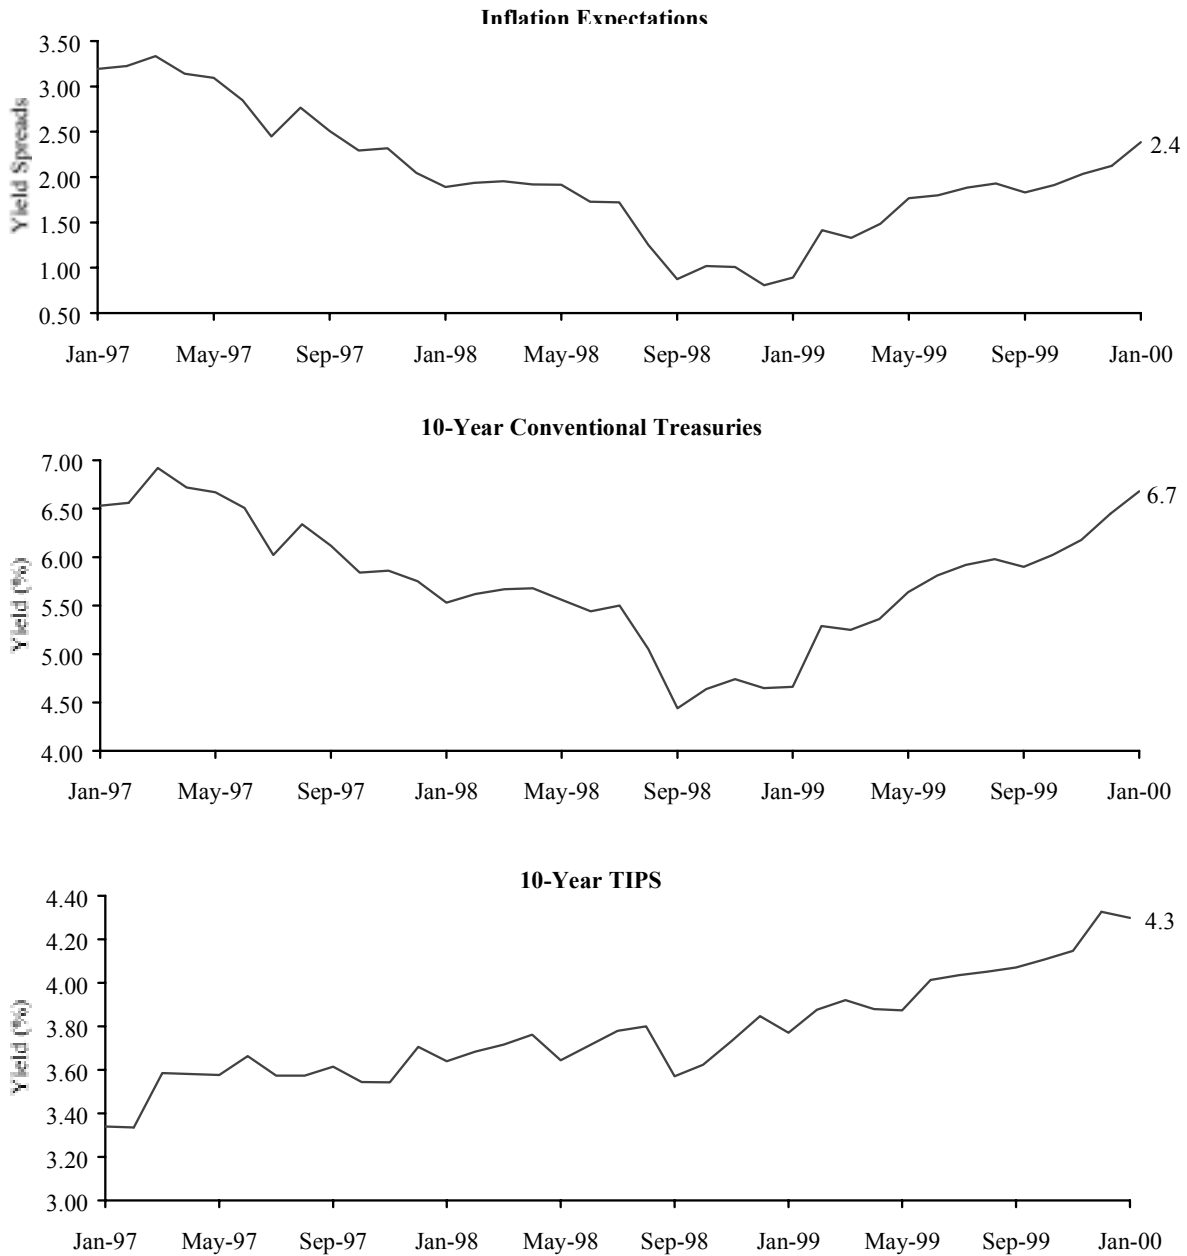 Inflation Expectations
3.50
3.00
2.50
2.00
1.50
1.00
0.50
Yield Spreads
2.4
Jan-97 May-97 Sep-97 Jan-98 May-98 Sep-98 Jan-99 May-99 Sep-99 Jan-00
10-Year Conventional Treasuries
7.00
6.50
6.00
5.50
5.00
4.50
4.00
Yield (%)
6.7
Jan-97 May-97 Sep-97 Jan-98 May-98 Sep-98 Jan-99 May-99 Sep-99 Jan-00
10-Year TIPS
4.40
4.20
4.00
3.80
3.60
3.40
3.20
3.00
Yield (%)
4.3
Jan-97 May-97 Sep-97 Jan-98 May-98 Sep-98 Jan-99 May-99 Sep-99 Jan-00